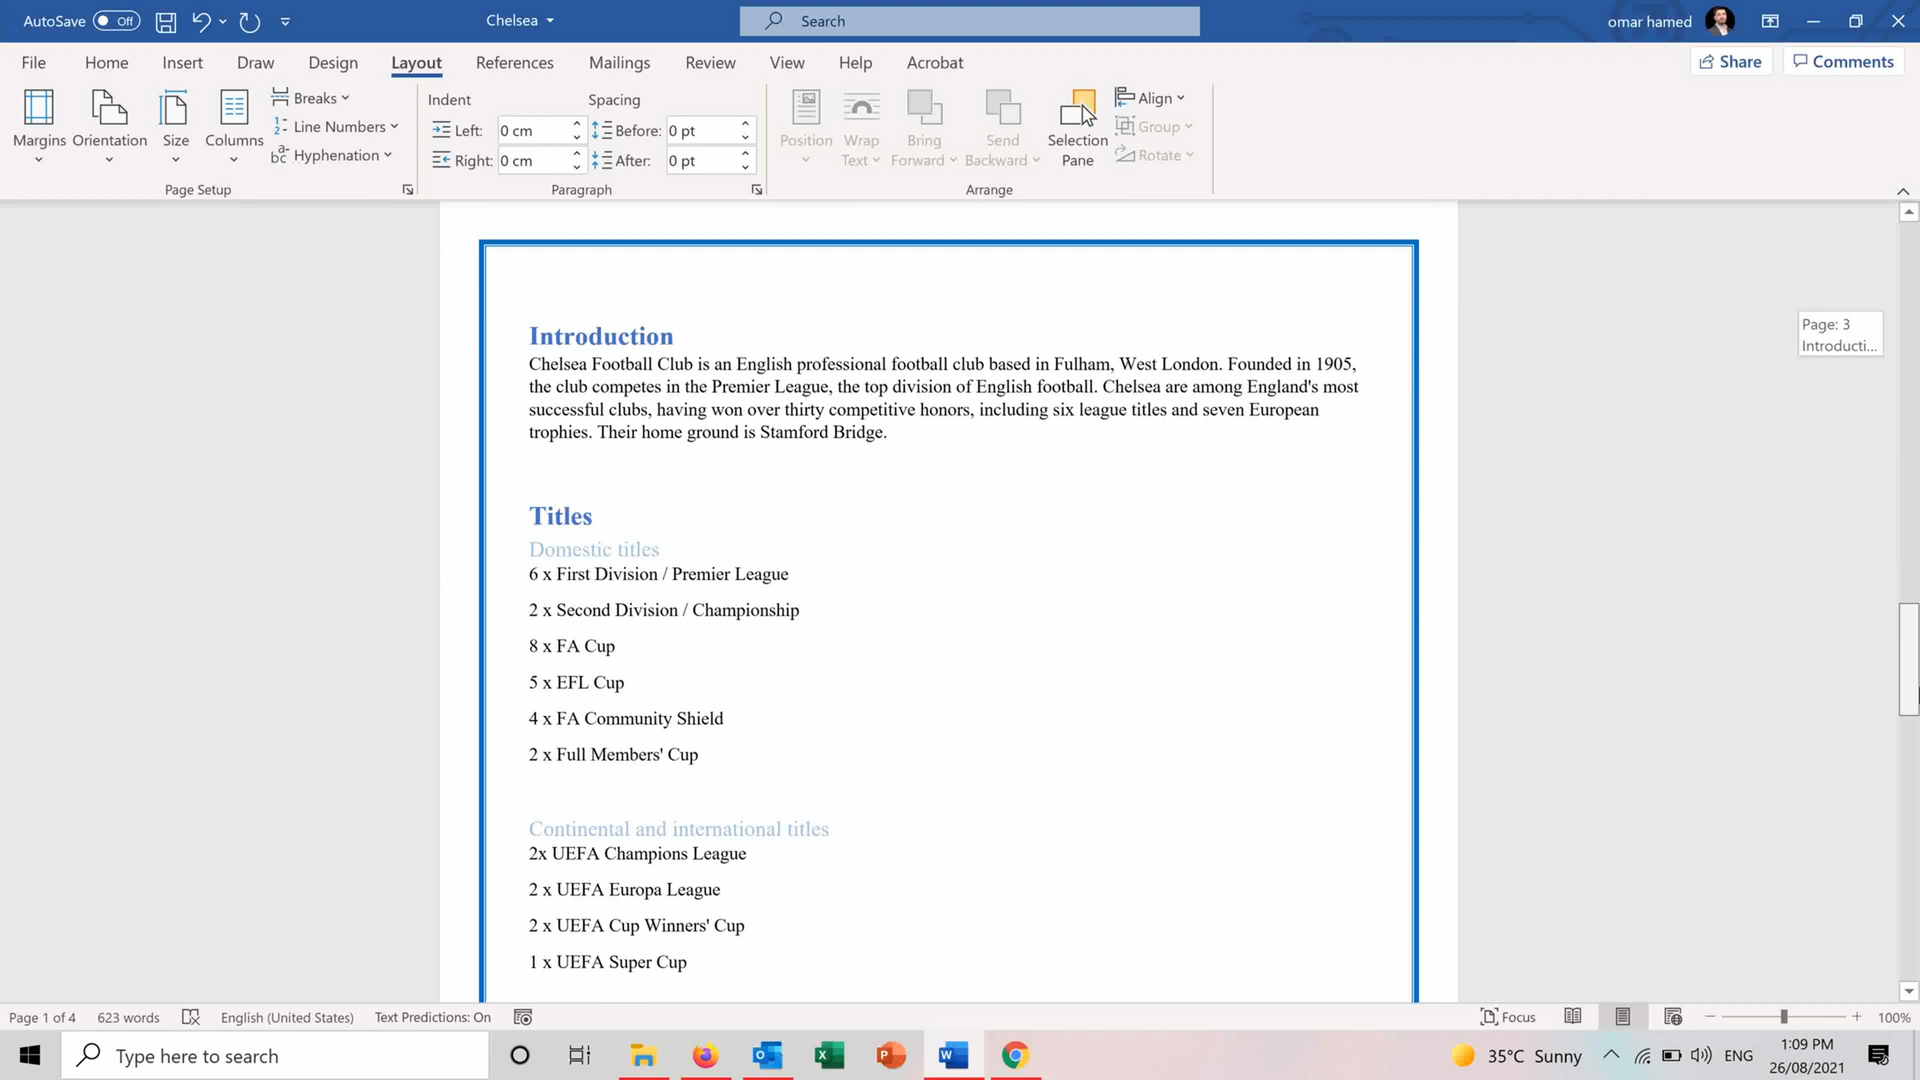 AutoSave Off
Chelsea
Search
omar hamed
File Home Insert Draw Design Layout References Mailings Review View Help Acrobat
Share Comments
Margins
Orientation
Size
Columns
Breaks
Line Numbers
Hyphenation
Page Setup
Indent
Left: 0 cm
Right: 0 cm
Spacing
Before: 0 pt
After: 0 pt
Paragraph
Position
Wrap
Text
Bring
Forward
Send
Backward
Selection
Pane
Align
Group
Rotate
Arrange
Page: 3
Introducti...
Introduction
Chelsea Football Club is an English professional football club based in Fulham, West London. Founded in 1905,
the club competes in the Premier League, the top division of English football. Chelsea are among England's most
successful clubs, having won over thirty competitive honors, including six league titles and seven European
trophies. Their home ground is Stamford Bridge.
Titles
Domestic titles
6 x First Division / Premier League
2 x Second Division / Championship
8 x FA Cup
5 x EFL Cup
4 x FA Community Shield
2 x Full Members' Cup
Continental and international titles
2x UEFA Champions League
2 x UEFA Europa League
2 x UEFA Cup Winners' Cup
1 x UEFA Super Cup
Page 1 of 4 623 words English (United States) Text Predictions: On
Focus
100%
Type here to search
35°C Sunny
ENG
1:09 PM
26/08/2021